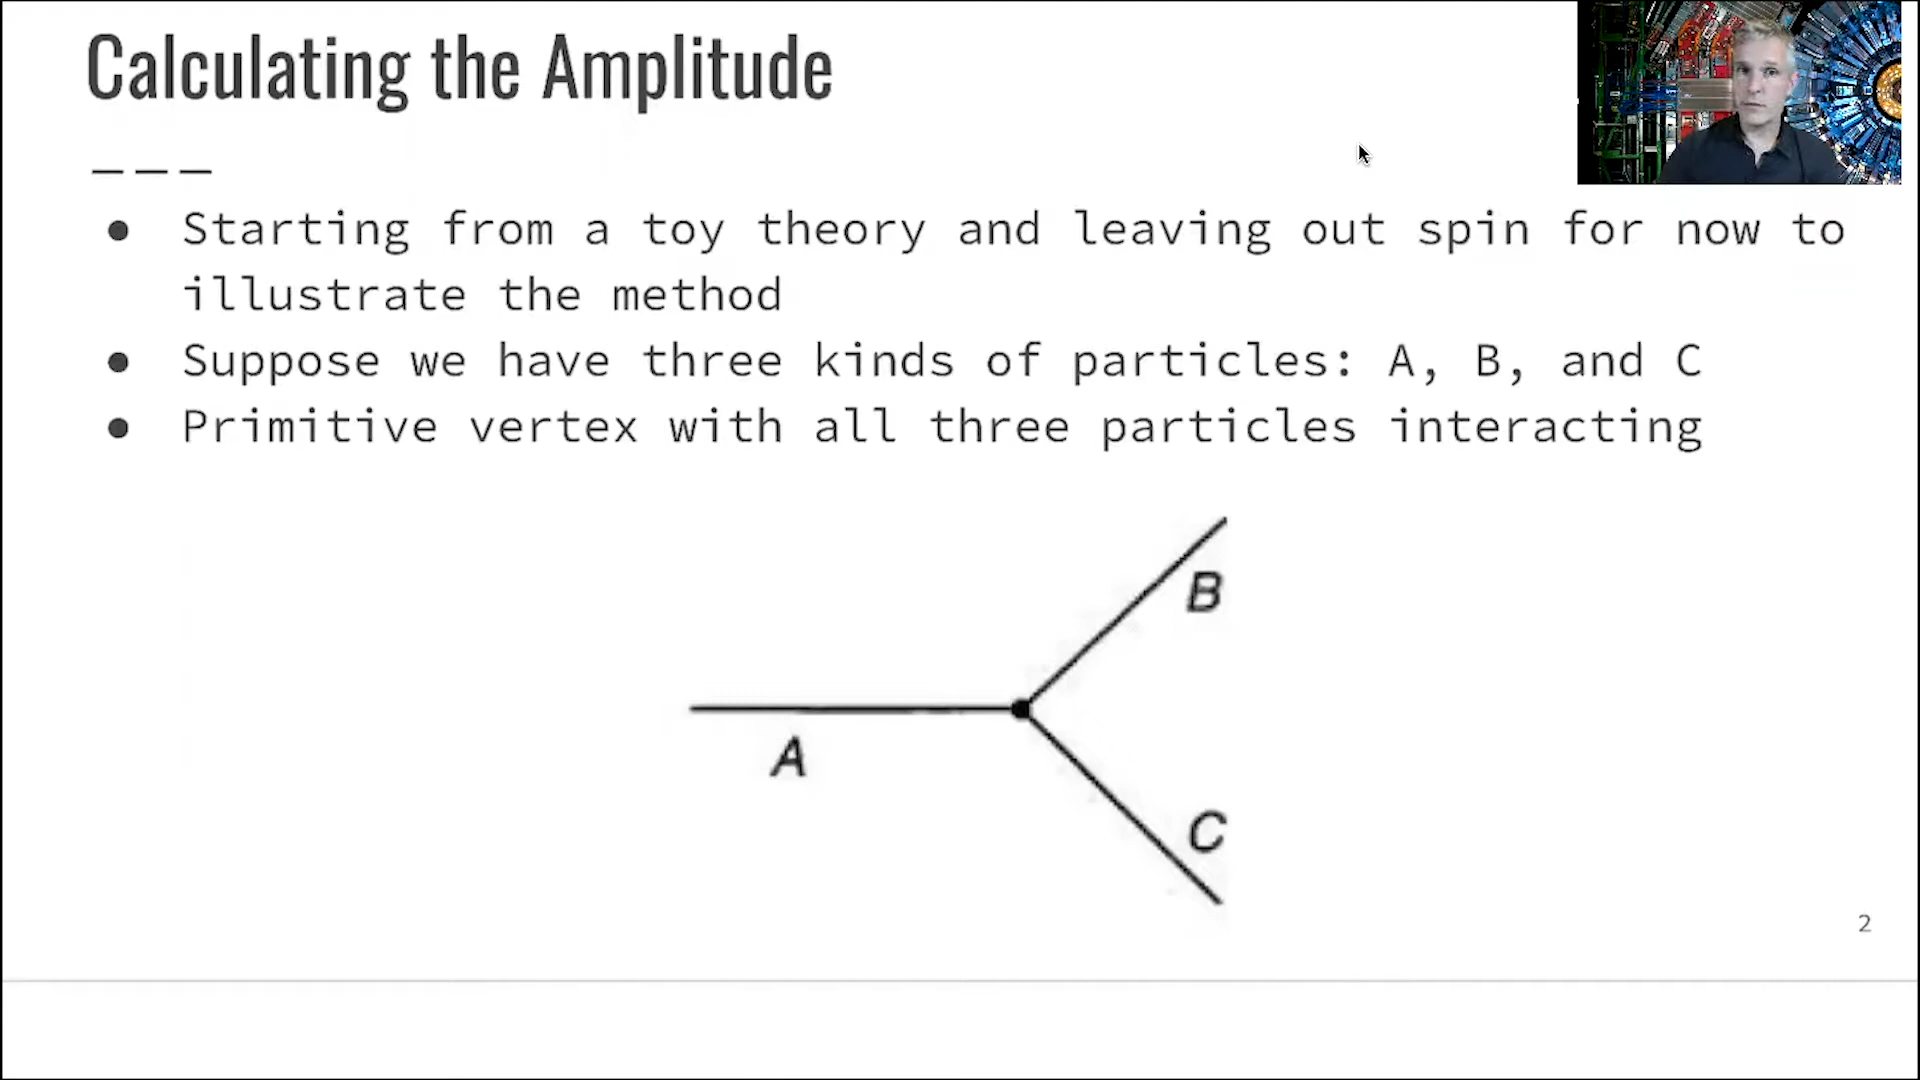 Calculating the Amplitude
● Starting from a toy theory and leaving out spin for now to
illustrate the method
● Suppose we have three kinds of particles: A, B, and C
● Primitive vertex with all three particles interacting
B
A
C
2